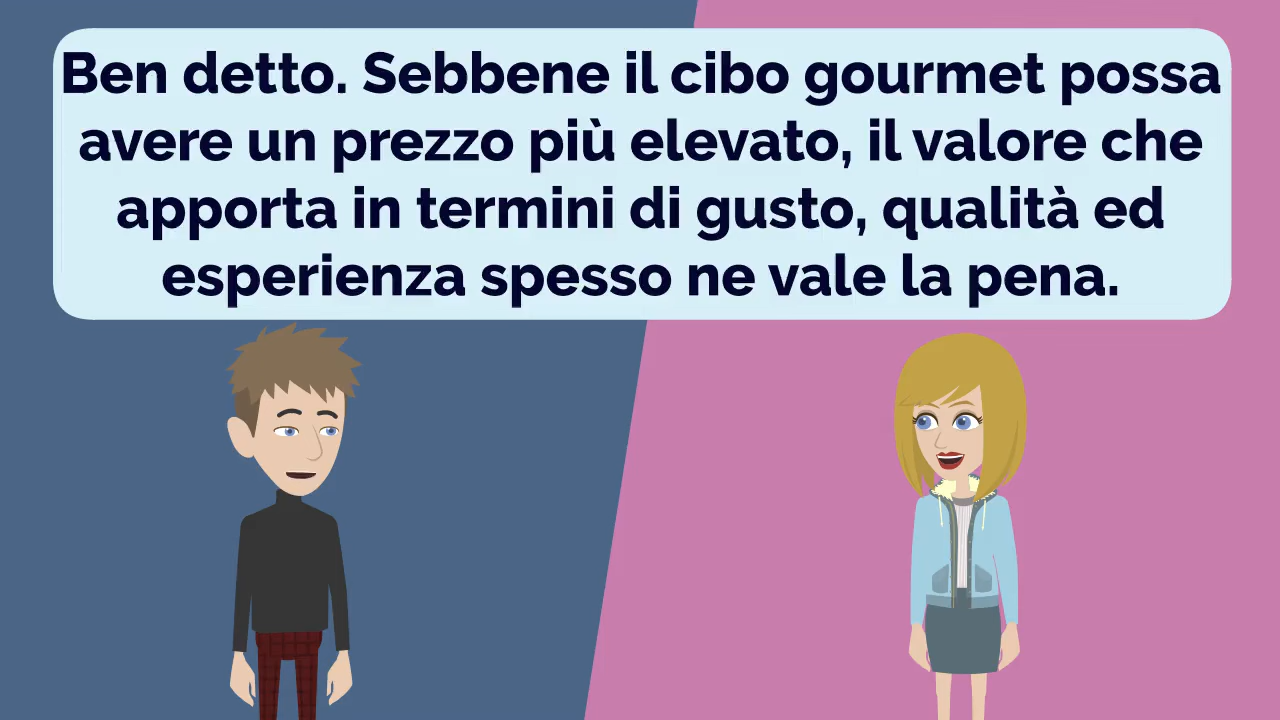 Ben detto. Sebbene il cibo gourmet possa
avere un prezzo più elevato, il valore che
apporta in termini di gusto, qualità ed
esperienza spesso ne vale la pena.